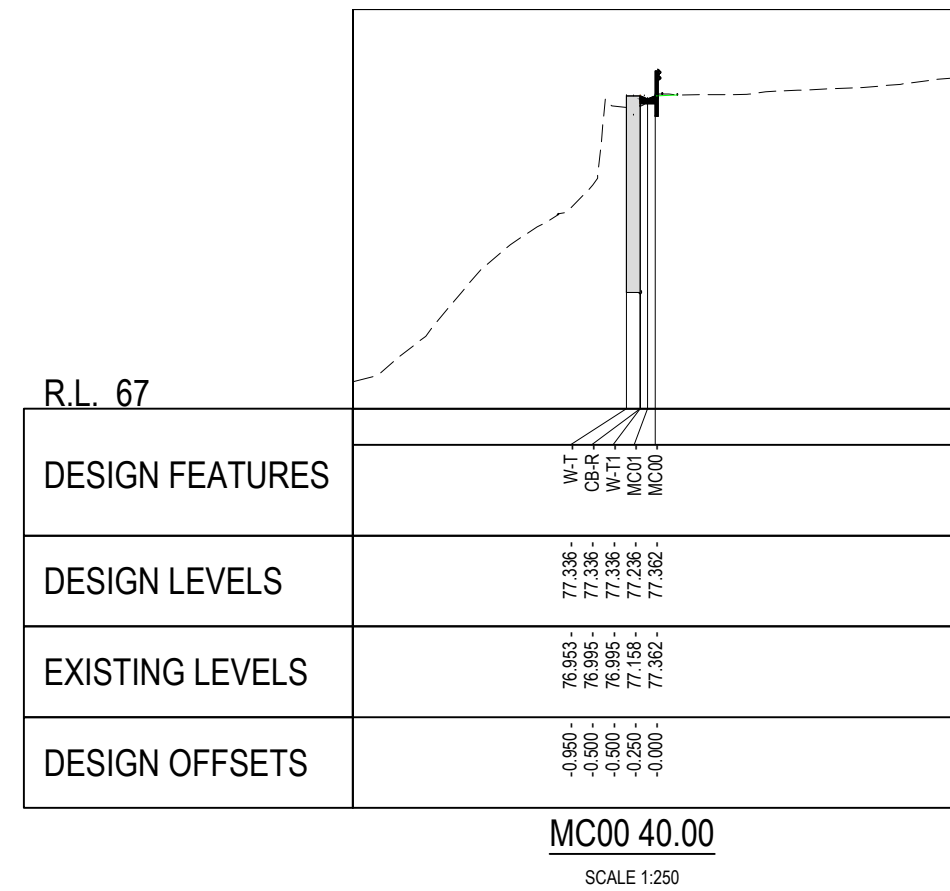 R.L. 67
DESIGN FEATURES
W-T
CB-R
W-T1
MC01
MC00
DESIGN LEVELS
77.336 -
77.336 -
77.336 -
77.236 -
77.362 -
EXISTING LEVELS
76.953 -
76.995 -
76.995 -
77.158 -
77.362 -
DESIGN OFFSETS
-0.950 -
-0.500 -
-0.500 -
-0.250 -
-0.000 -
MC00 40.00
SCALE 1:250